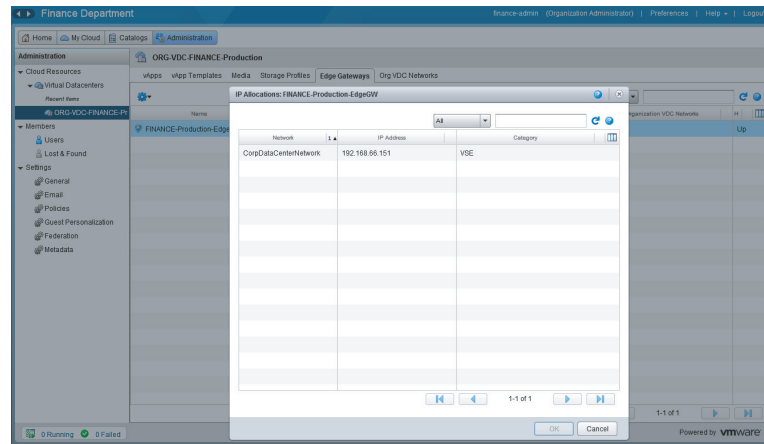 Finance Department
finance-admin (Organization Administrator) | Preferences | Help | Logout
Home My Cloud Catalogs Administration
Administration
ORG-VDC-FINANCE-Production
Cloud Resources
Virtual Datacenters
Recent Items
ORG-VDC-FINANCE-Pr
Members
Users
Lost & Found
Settings
General
Email
Policies
Guest Personalization
Federation
Metadata
vApps vApp Templates Media Storage Profiles Edge Gateways Org VDC Networks
Name
rganization VDC Networks H
FINANCE-Production-Edge
Up
IP Allocations: FINANCE-Production-EdgeGW
All
Network 1 ▲ IP Address Category
CorpDataCenterNetwork 192.168.66.151 VSE
1-1 of 1
OK Cancel
1-1 of 1
0 Running 0 Failed
Powered by vmware